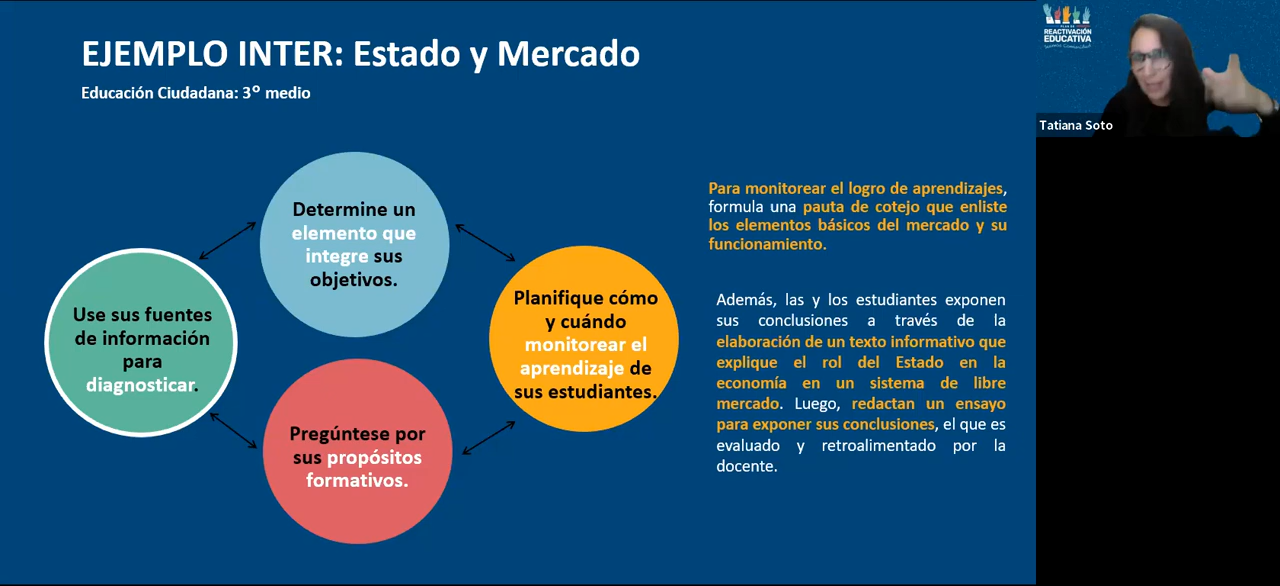 EJEMPLO INTER: Estado y Mercado
Educación Ciudadana: 3° medio
Use sus fuentes
de información
para
diagnosticar.
Determine un
elemento que
integre sus
objetivos.
Pregúntese por
sus propósitos
formativos.
Planifique cómo
y cuándo
monitorear el
aprendizaje de
sus estudiantes.
Para monitorear el logro de aprendizajes,
formula una pauta de cotejo que enliste
los elementos básicos del mercado y su
funcionamiento.
Además, las y los estudiantes exponen
sus conclusiones a través de la
elaboración de un texto informativo que
explique el rol del Estado en la
economía en un sistema de libre
mercado. Luego, redactan un ensayo
para exponer sus conclusiones, el que es
evaluado y retroalimentado por la
docente.
REACTIVACIÓN
EDUCATIVA
Tatiana Soto